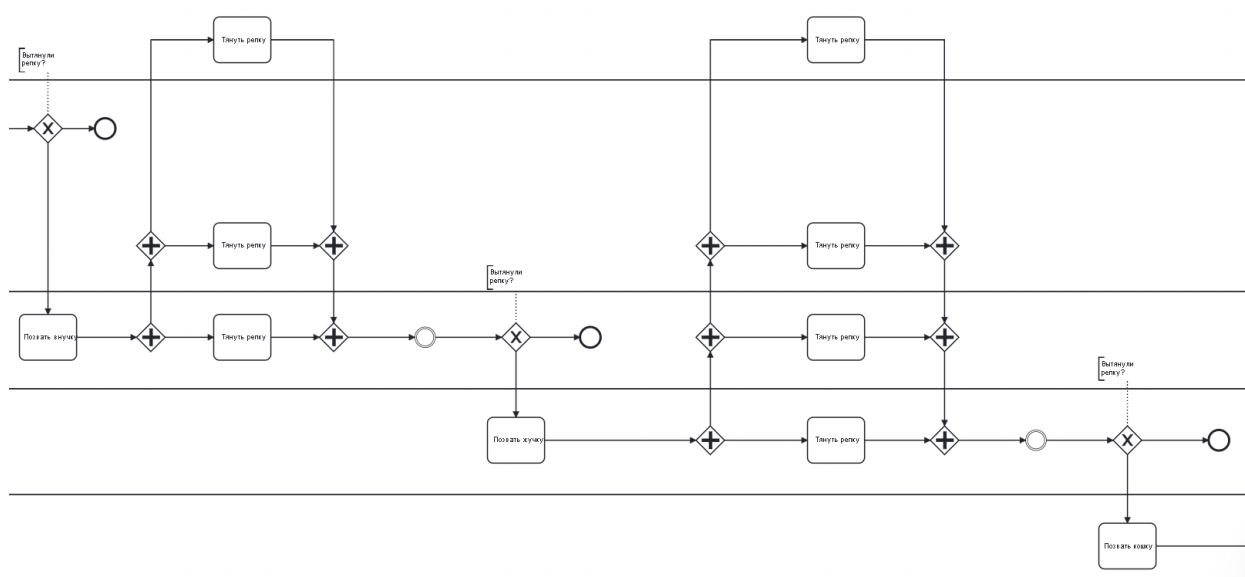 Тянуть репку
Тянуть репку
Вытянули
репку?
Тянуть репку
Тянуть репку
Вытянули
репку?
Позвать внучку
Тянуть репку
Тянуть репку
Вытянули
репку?
Позвать жучку
Тянуть репку
Позвать кошку